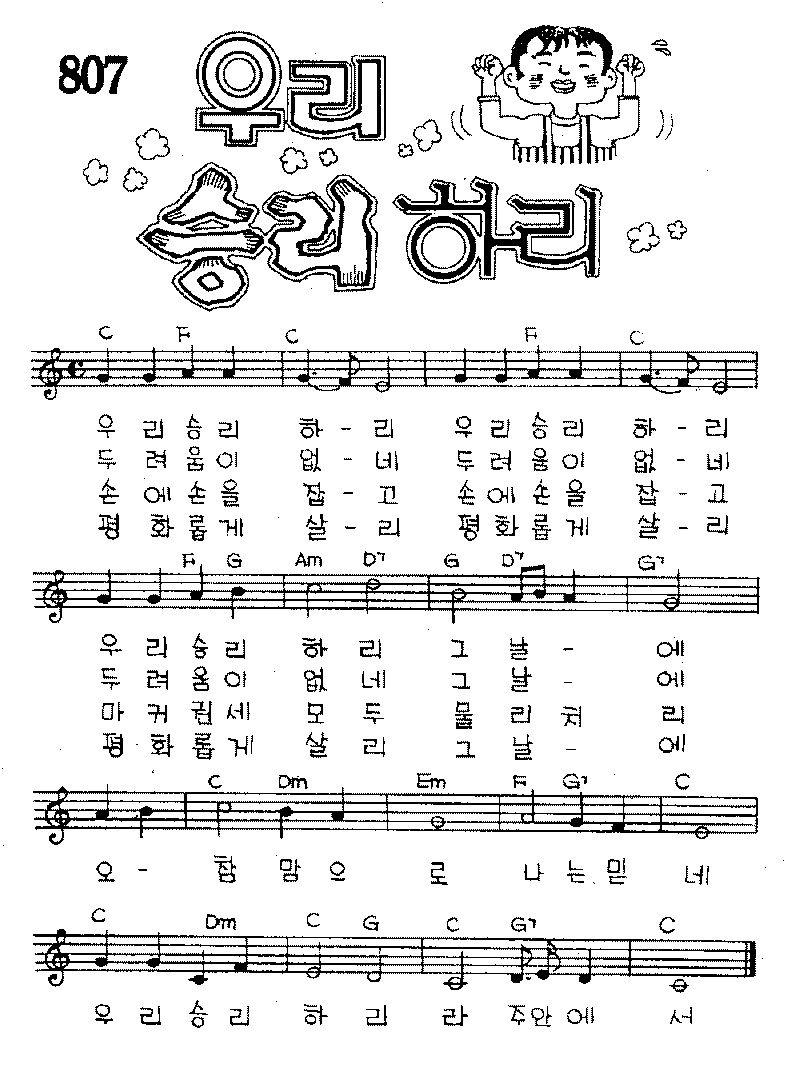 807
우리
승리 하리
C F C F C
우 리 승 리 하 - 리 우 리 승 리 하 - 리
두 려 움 이 없 - 네 두 려 움 이 없 - 네
손 에 손 을 잡 - 고 손 에 손 을 잡 - 고
평 화 롭 게 살 - 리 평 화 롭 게 살 - 리
F G Am D7 G D7 G7
우 리 승 리 하 리 그 날 - 에
두 려 움 이 없 네 그 날 - 에
마 귀 권 세 모 두 물 리 치 리
평 화 롭 게 살 리 그 날 - 에
C Dm Em F G7 C
오 - 참 맘 으 로 나 는 믿 네
C Dm C G C G7 C
우 리 승 리 하 리 라 주 안 에 서